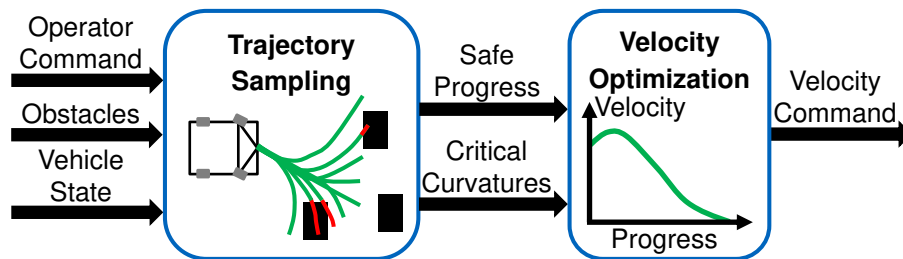 Operator
Command
Obstacles
Vehicle
State
Trajectory
Sampling
Safe
Progress
Critical
Curvatures
Velocity
Optimization
Velocity
Progress
Velocity
Command